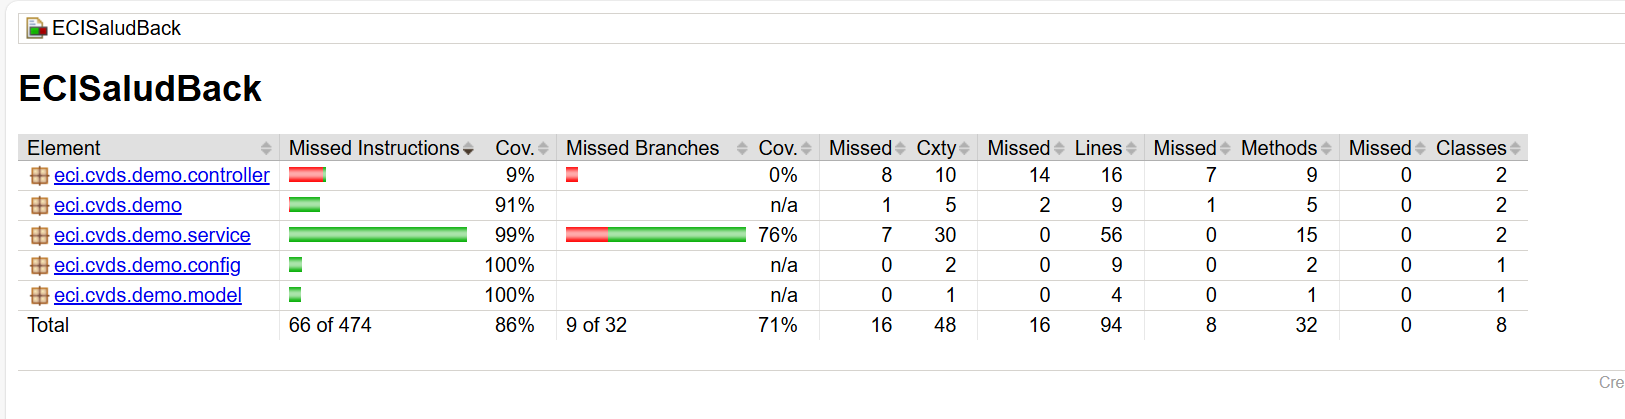 ECISaludBack
ECISaludBack
Element Missed Instructions Cov. Missed Branches Cov. Missed Cxty Missed Lines Missed Methods Missed Classes
eci.cvds.demo.controller 9% 0% 8 10 14 16 7 9 0 2
eci.cvds.demo 91% n/a 1 5 2 9 1 5 0 2
eci.cvds.demo.service 99% 76% 7 30 0 56 0 15 0 2
eci.cvds.demo.config 100% n/a 0 2 0 9 0 2 0 1
eci.cvds.demo.model 100% n/a 0 1 0 4 0 1 0 1
Total 66 of 474 86% 9 of 32 71% 16 48 16 94 8 32 0 8
Cre